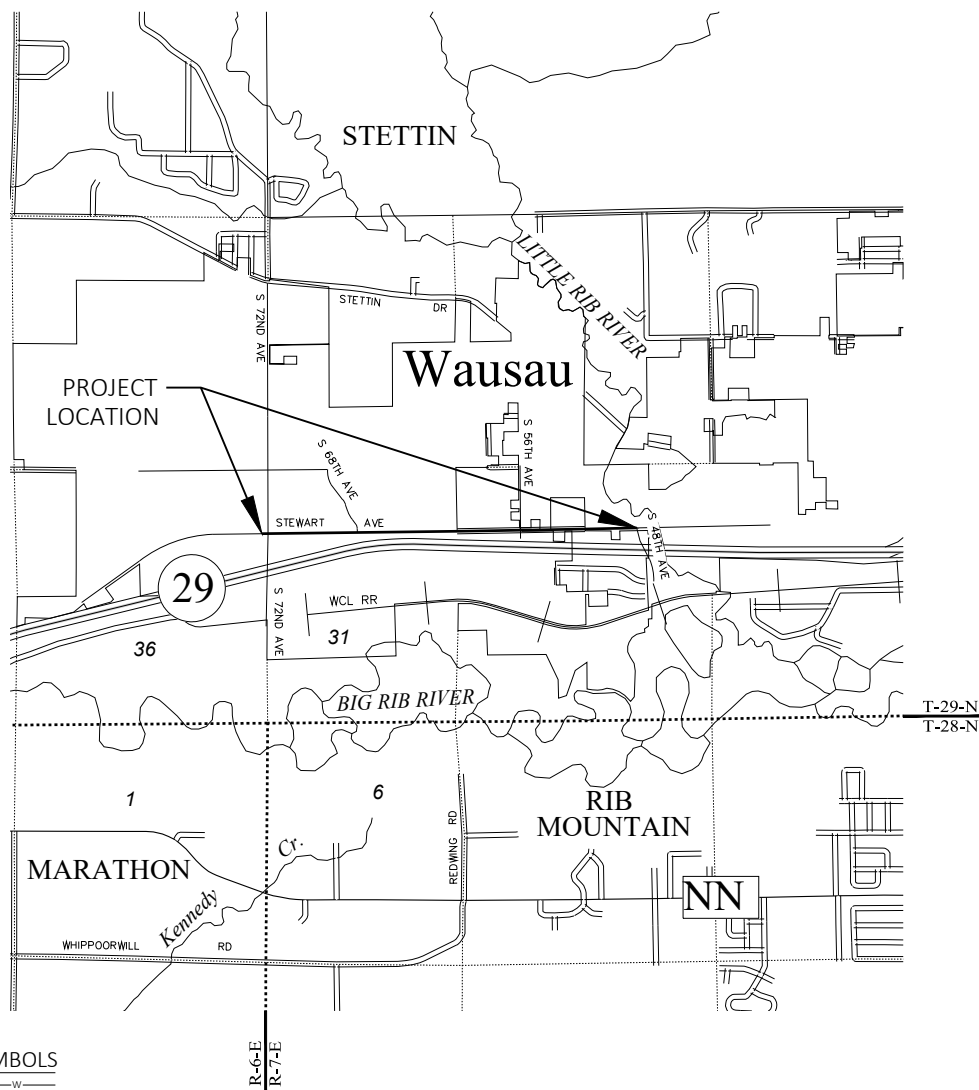 STETTIN
LITTLE RIB RIVER
S 72ND AVE
STETTIN DR
Wausau
PROJECT
LOCATION
S 68TH AVE
S 56TH AVE
STEWART AVE
S 48TH AVE
29
S 72ND AVE
WCL RR
36
31
BIG RIB RIVER
T-29-N
T-28-N
1
6
RIB
MOUNTAIN
REDWING RD
Kennedy Cr.
MARATHON
NN
WHIPPOORWILL RD
R-6-E
R-7-E
MBOLS
W